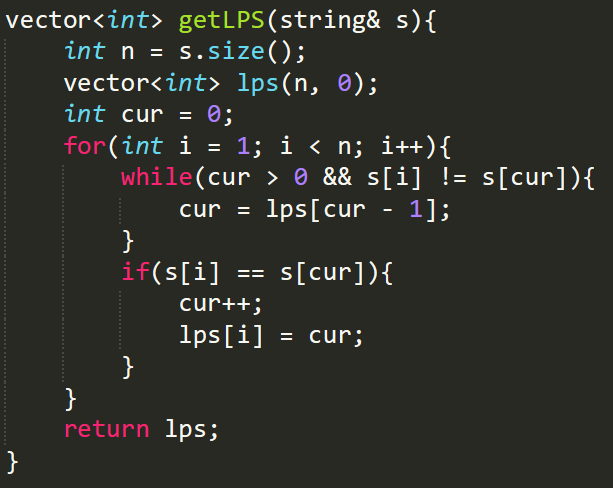 vector<int> getLPS(string& s){
    int n = s.size();
    vector<int> lps(n, 0);
    int cur = 0;
    for(int i = 1; i < n; i++){
        while(cur > 0 && s[i] != s[cur]){
            cur = lps[cur - 1];
        }
        if(s[i] == s[cur]){
            cur++;
            lps[i] = cur;
        }
    }
    return lps;
}